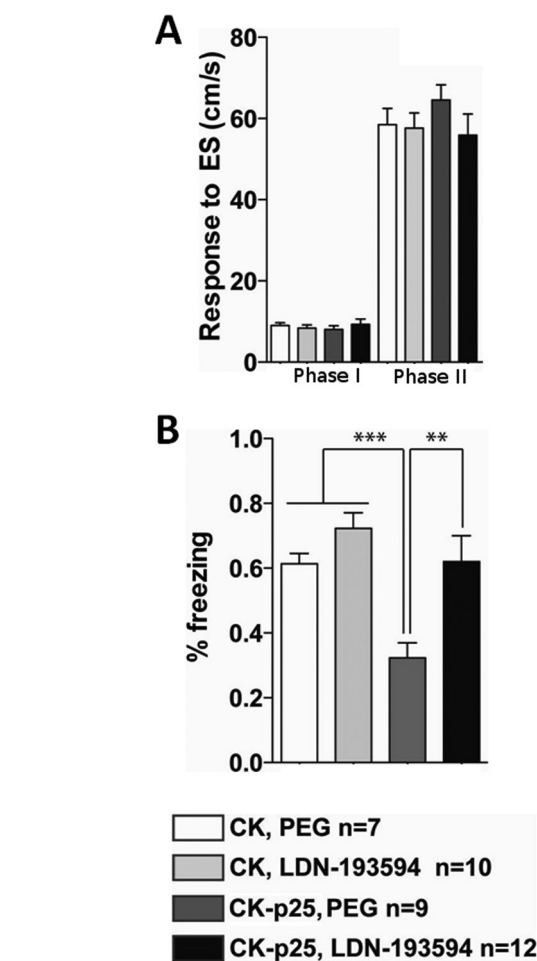 A
Response to ES (cm/s)
80
60
40
20
0
Phase I Phase II
B
% freezing
1.0
0.8
0.6
0.4
0.2
0.0
*** **
CK, PEG n=7
CK, LDN-193594 n=10
CK-p25, PEG n=9
CK-p25, LDN-193594 n=12